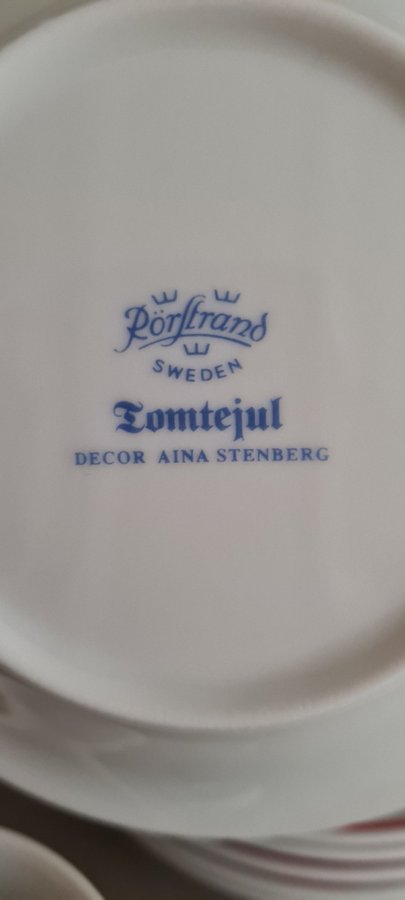 Rörstrand
SWEDEN
Tomtejul
DECOR AINA STENBERG